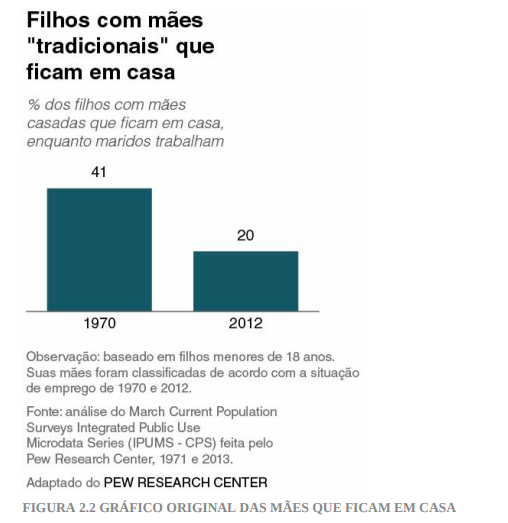 Filhos com mães
"tradicionais" que
ficam em casa
% dos filhos com mães
casadas que ficam em casa,
enquanto maridos trabalham
41
20
1970
2012
Observação: baseado em filhos menores de 18 anos.
Suas mães foram classificadas de acordo com a situação
de emprego de 1970 e 2012.
Fonte: análise do March Current Population
Surveys Integrated Public Use
Microdata Series (IPUMS - CPS) feita pelo
Pew Research Center, 1971 e 2013.
Adaptado do PEW RESEARCH CENTER
FIGURA 2.2 GRÁFICO ORIGINAL DAS MÃES QUE FICAM EM CASA